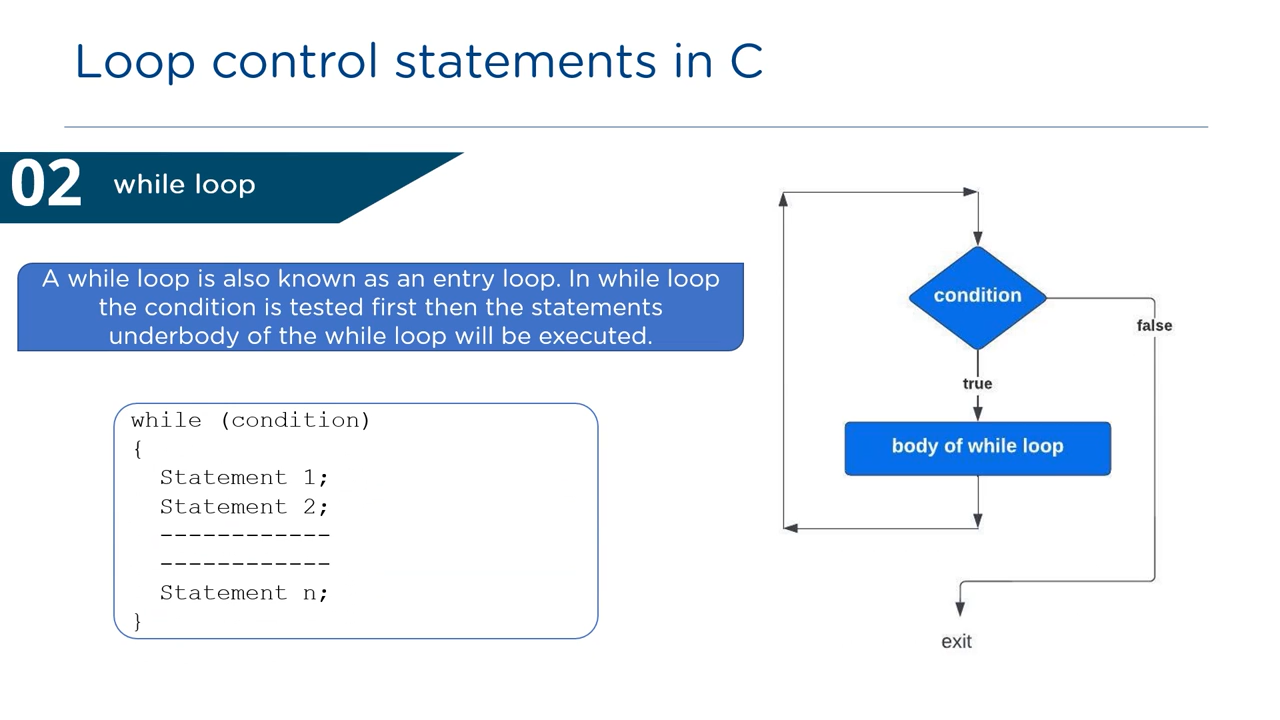 Loop control statements in C
02 while loop
A while loop is also known as an entry loop. In while loop
the condition is tested first then the statements
underbody of the while loop will be executed.
while (condition)
{
Statement 1;
Statement 2;
------------
------------
Statement n;
}
condition
false
true
body of while loop
exit